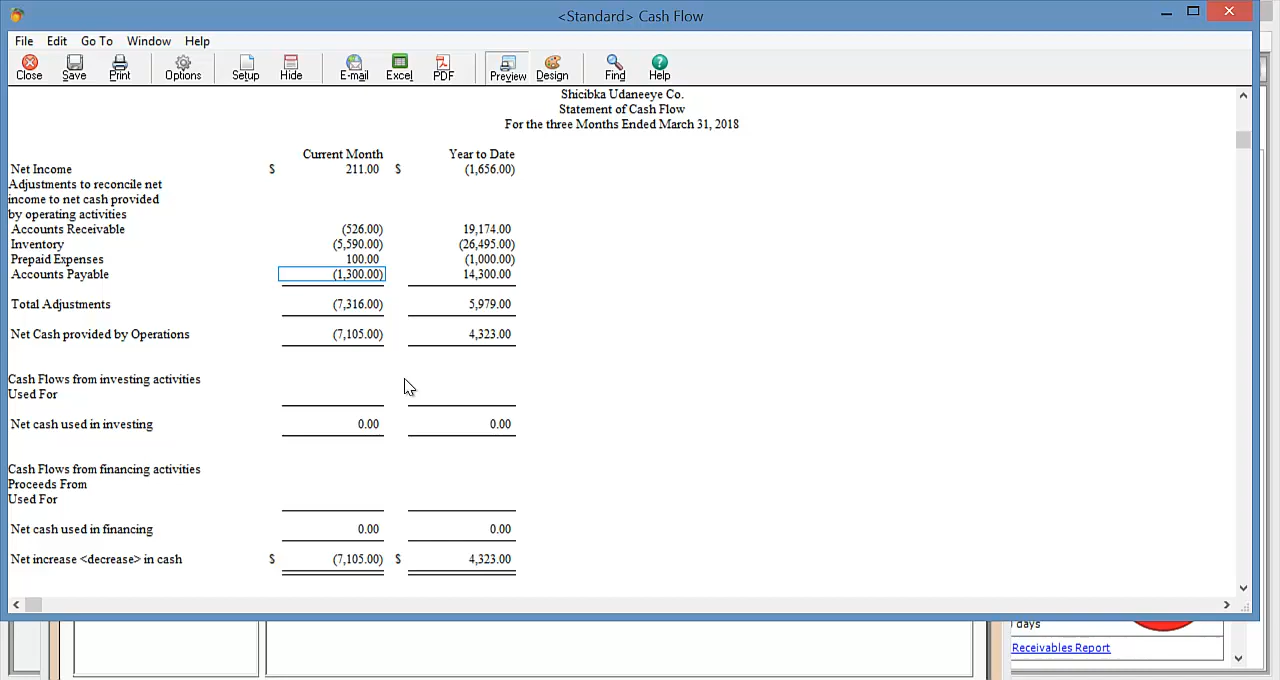 <Standard> Cash Flow
File Edit Go To Window Help
Close Save Print Options Setup Hide E-mail Excel PDF Preview Design Find Help
Shicibka Udaneeye Co.
Statement of Cash Flow
For the three Months Ended March 31, 2018
Current Month Year to Date
Net Income $ 211.00 $ (1,656.00)
Adjustments to reconcile net
income to net cash provided
by operating activities
Accounts Receivable (526.00) 19,174.00
Inventory (5,590.00) (26,495.00)
Prepaid Expenses 100.00 (1,000.00)
Accounts Payable (1,300.00) 14,300.00
Total Adjustments (7,316.00) 5,979.00
Net Cash provided by Operations (7,105.00) 4,323.00
Cash Flows from investing activities
Used For
Net cash used in investing 0.00 0.00
Cash Flows from financing activities
Proceeds From
Used For
Net cash used in financing 0.00 0.00
Net increase <decrease> in cash $ (7,105.00) $ 4,323.00
days
Receivables Report